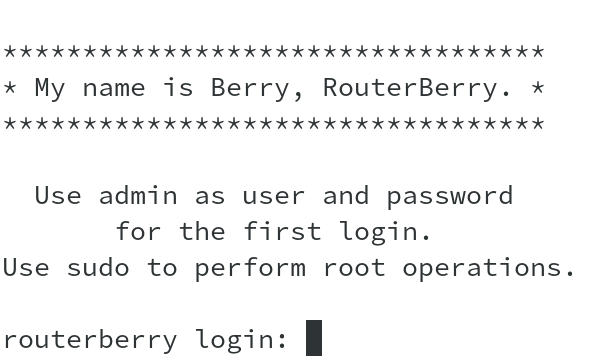 **********************************
* My name is Berry, RouterBerry. *
**********************************
Use admin as user and password
for the first login.
Use sudo to perform root operations.
routerberry login: